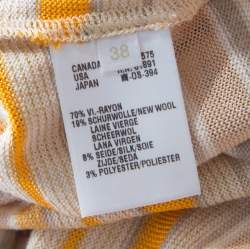 38
CANADA 575
USA 891
JAPAN -08-394
70% VI.-RAYON
19% SCHURWOLLE/NEW WOOL
LAINE VIERGE
SCHEERWOL
LANA VIRGEN
8% SEIDE/SILK/SOIE
ZIJDE/SEDA
3% POLYESTER/POLIESTER